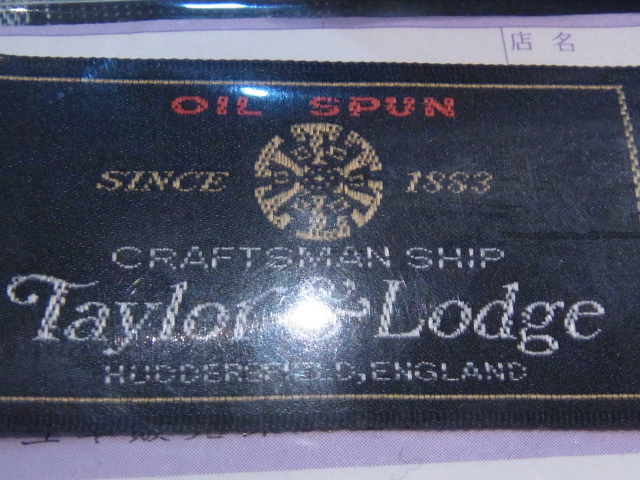 店名
OIL SPUN
SINCE 1883
CRAFTSMAN SHIP
Taylor & Lodge
HUDDERSFIELD, ENGLAND